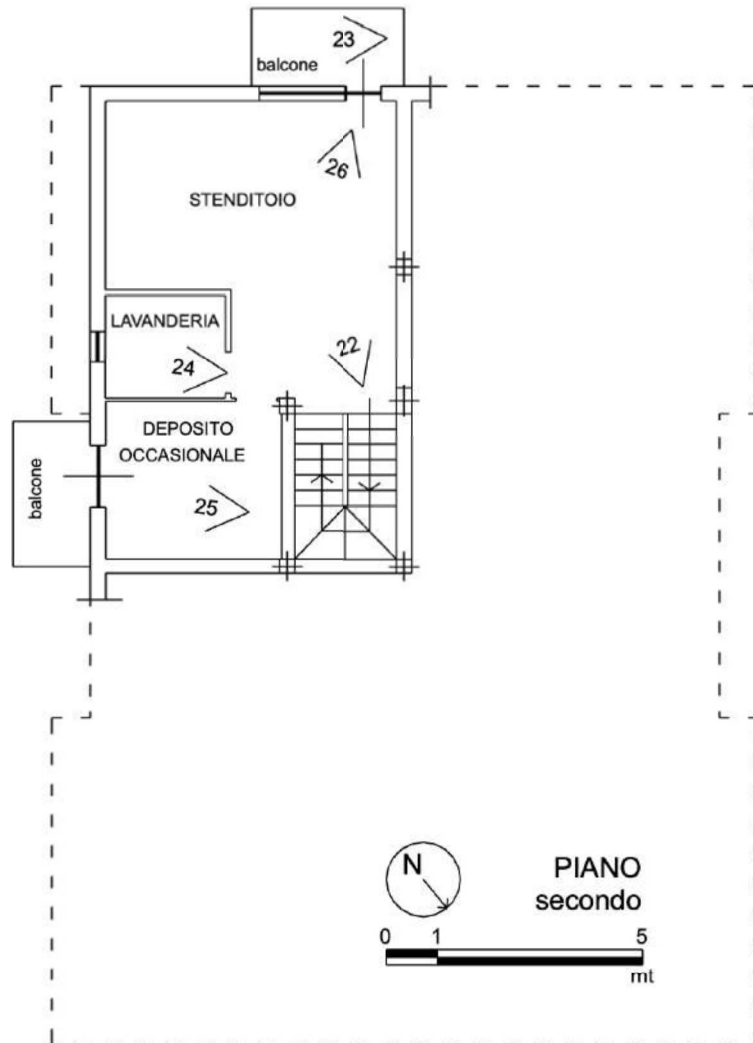 23
balcone
26
STENDITOIO
LAVANDERIA
22
24
DEPOSITO
OCCASIONALE
balcone
25
N
PIANO
secondo
0 1 5
mt